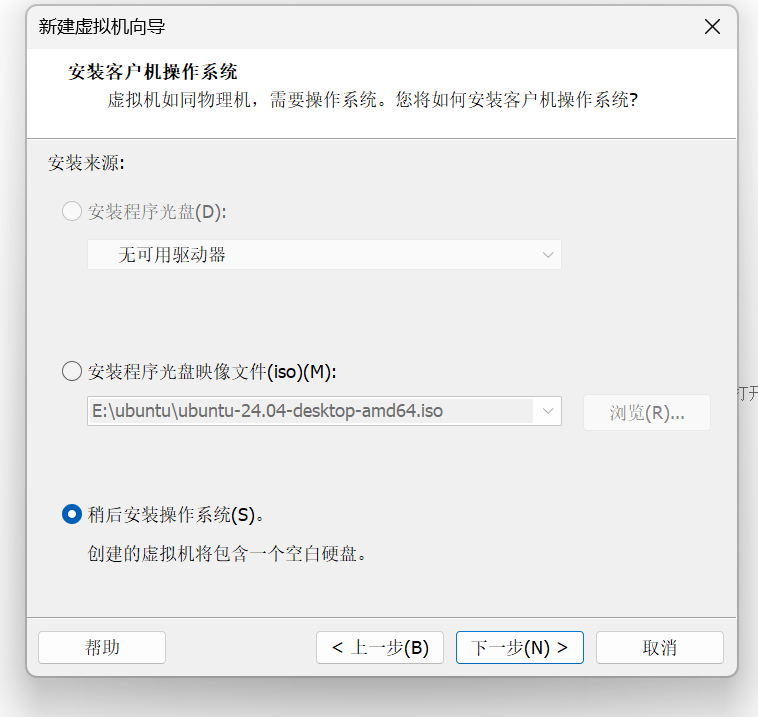 新建虚拟机向导
安装客户机操作系统
虚拟机如同物理机，需要操作系统。您将如何安装客户机操作系统?
安装来源:
安装程序光盘(D):
无可用驱动器
安装程序光盘映像文件(iso)(M):
E:\ubuntu\ubuntu-24.04-desktop-amd64.iso
浏览(R)...
打开
稍后安装操作系统(S)。
创建的虚拟机将包含一个空白硬盘。
帮助
< 上一步(B)
下一步(N) >
取消